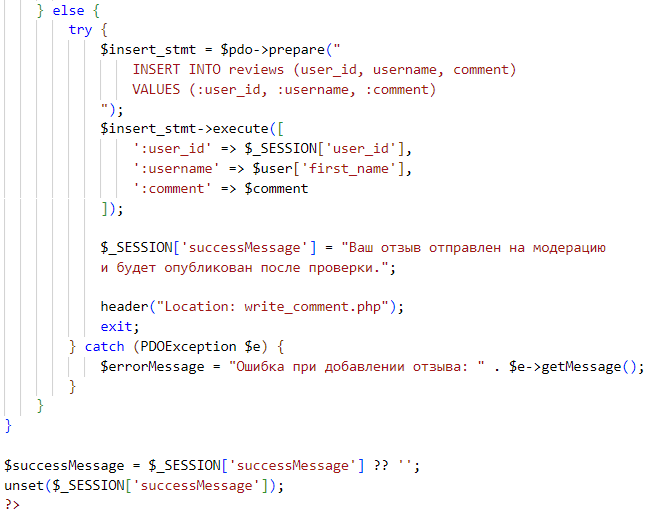 } else {
try {
$insert_stmt = $pdo->prepare("
INSERT INTO reviews (user_id, username, comment)
VALUES (:user_id, :username, :comment)
");
$insert_stmt->execute([
':user_id' => $_SESSION['user_id'],
':username' => $user['first_name'],
':comment' => $comment
]);
$_SESSION['successMessage'] = "Ваш отзыв отправлен на модерацию
и будет опубликован после проверки.";
header("Location: write_comment.php");
exit;
} catch (PDOException $e) {
$errorMessage = "Ошибка при добавлении отзыва: " . $e->getMessage();
}
}
}
$successMessage = $_SESSION['successMessage'] ?? '';
unset($_SESSION['successMessage']);
?>